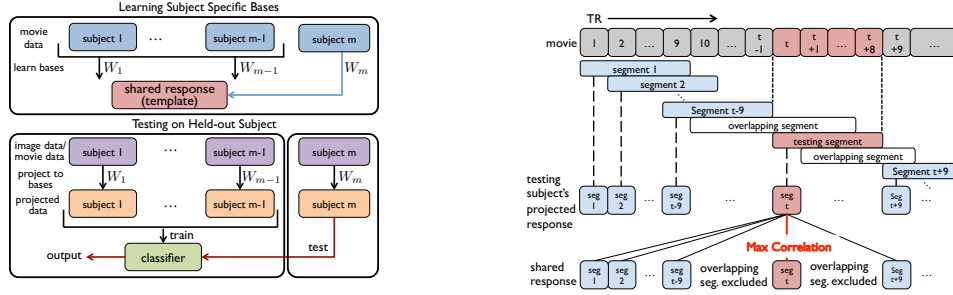 Learning Subject Specific Bases
movie data
subject 1 ... subject m-1 subject m
learn bases
W1 Wm−1 Wm
shared response (template)
Testing on Held-out Subject
image data/ movie data
subject 1 ... subject m-1 subject m
project to bases
W1 Wm−1 Wm
projected data
subject 1 ... subject m-1 subject m
train
output
classifier
test
TR
movie
1 2 ... 9 10 ... t -1 t t +1 ... t +8 t +9 ...
segment 1
segment 2
Segment t-9
overlapping segment
testing segment
overlapping segment
Segment t+9
testing subject's projected response
seg 1 seg 2 ... seg t-9 seg t Seg t+9 ...
Max Correlation
shared response
seg 1 seg 2 ... seg t-9 overlapping seg. excluded seg t overlapping seg. excluded Seg t+9 ...